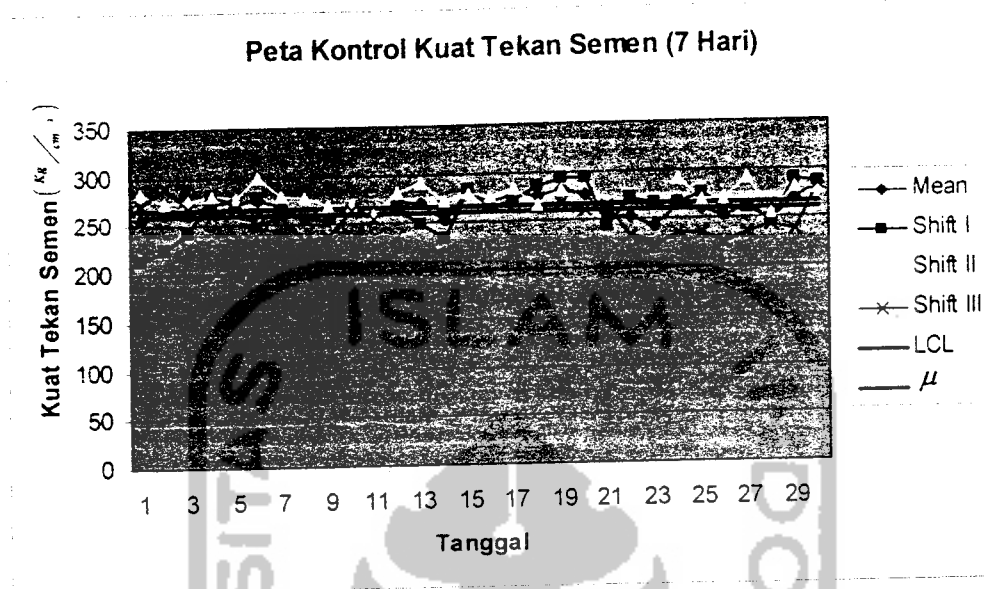 Peta Kontrol Kuat Tekan Semen (7 Hari)
Kuat Tekan Semen
350
300
250
200
150
100
50
0
1 3 5 7 9 11 13 15 17 19 21 23 25 27 29
Tanggal
Mean
Shift I
Shift II
Shift III
LCL
μ
ISLAM